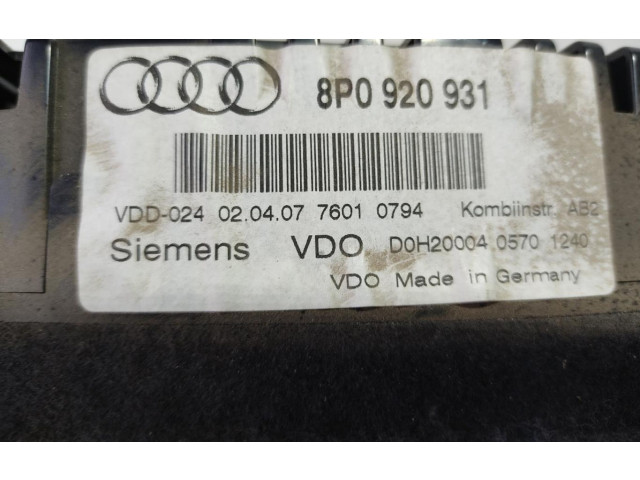 8P0 920 931
VDD-024 02.04.07 7601 0794 Kombiinstr. AB2
Siemens VDO D0H20004 0570 1240
VDO Made in Germany